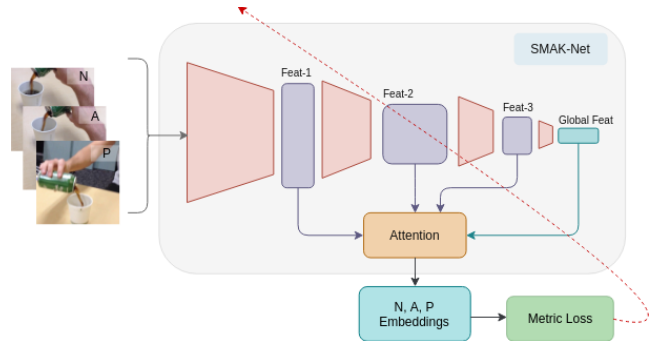 SMAK-Net
N
A
P
Feat-1
Feat-2
Feat-3
Global Feat
Attention
N, A, P
Embeddings
Metric Loss